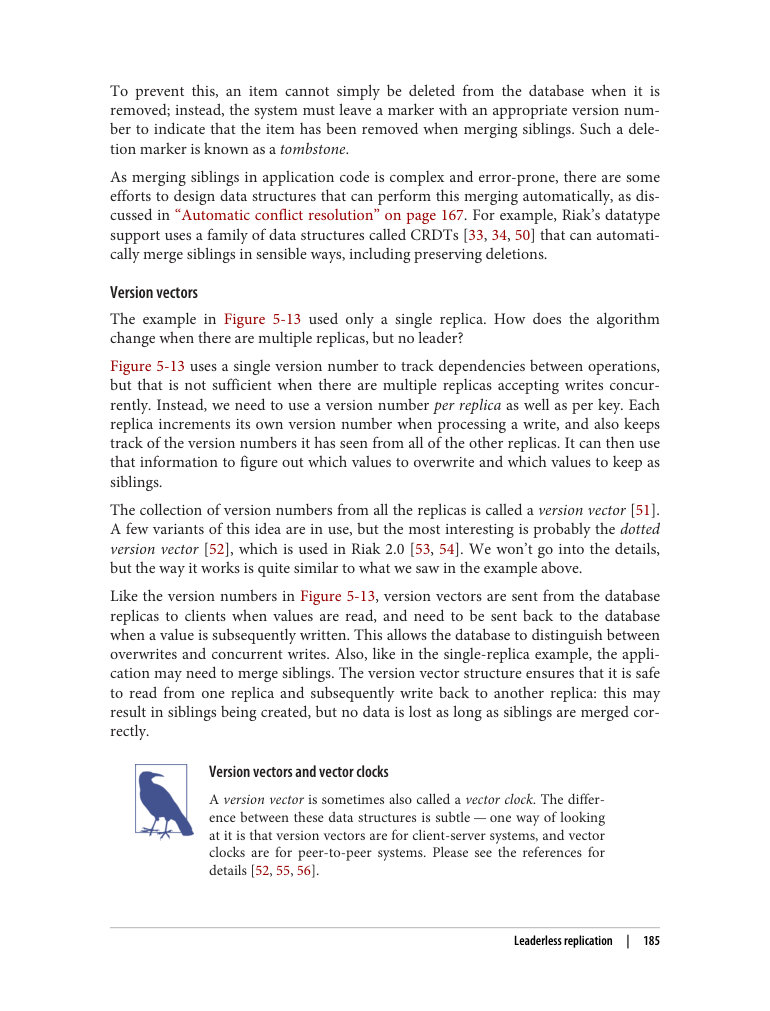 To prevent this, an item cannot simply be deleted from the database when it is
removed; instead, the system must leave a marker with an appropriate version num-
ber to indicate that the item has been removed when merging siblings. Such a dele-
tion marker is known as a tombstone.
As merging siblings in application code is complex and error-prone, there are some
efforts to design data structures that can perform this merging automatically, as dis-
cussed in “Automatic conflict resolution” on page 167. For example, Riak’s datatype
support uses a family of data structures called CRDTs [33, 34, 50] that can automati-
cally merge siblings in sensible ways, including preserving deletions.
Version vectors
The example in Figure 5-13 used only a single replica. How does the algorithm
change when there are multiple replicas, but no leader?
Figure 5-13 uses a single version number to track dependencies between operations,
but that is not sufficient when there are multiple replicas accepting writes concur-
rently. Instead, we need to use a version number per replica as well as per key. Each
replica increments its own version number when processing a write, and also keeps
track of the version numbers it has seen from all of the other replicas. It can then use
that information to figure out which values to overwrite and which values to keep as
siblings.
The collection of version numbers from all the replicas is called a version vector [51].
A few variants of this idea are in use, but the most interesting is probably the dotted
version vector [52], which is used in Riak 2.0 [53, 54]. We won’t go into the details,
but the way it works is quite similar to what we saw in the example above.
Like the version numbers in Figure 5-13, version vectors are sent from the database
replicas to clients when values are read, and need to be sent back to the database
when a value is subsequently written. This allows the database to distinguish between
overwrites and concurrent writes. Also, like in the single-replica example, the appli-
cation may need to merge siblings. The version vector structure ensures that it is safe
to read from one replica and subsequently write back to another replica: this may
result in siblings being created, but no data is lost as long as siblings are merged cor-
rectly.
Version vectors and vector clocks
A version vector is sometimes also called a vector clock. The differ-
ence between these data structures is subtle — one way of looking
at it is that version vectors are for client-server systems, and vector
clocks are for peer-to-peer systems. Please see the references for
details [52, 55, 56].
Leaderless replication | 185